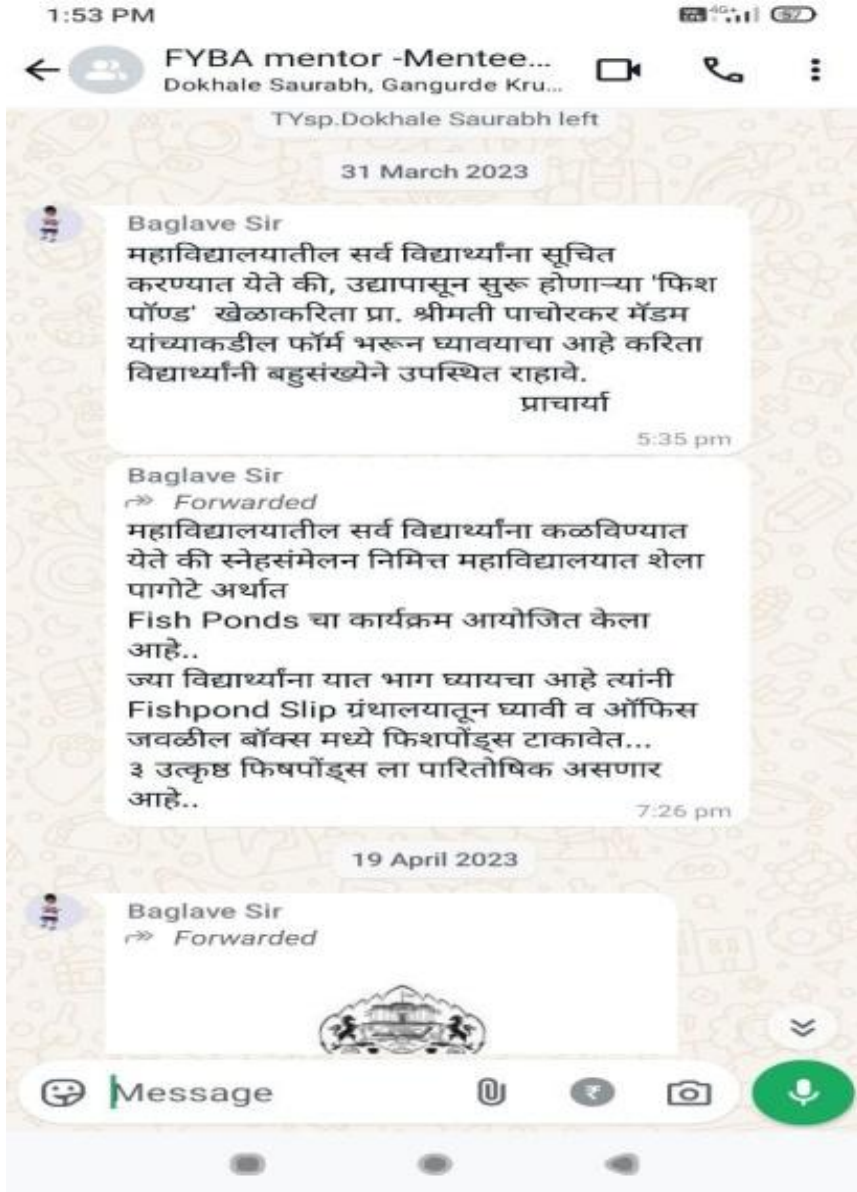 1:53 PM
4G+
57
FYBA mentor -Mentee...
Dokhale Saurabh, Gangurde Kru...
TYsp.Dokhale Saurabh left
31 March 2023
Baglave Sir
महाविद्यालयातील सर्व विद्यार्थ्यांना सूचित
करण्यात येते की, उद्यापासून सुरू होणाऱ्या 'फिश
पॉण्ड' खेळाकरिता प्रा. श्रीमती पाचोरकर मॅडम
यांच्याकडील फॉर्म भरून घ्यावयाचा आहे करिता
विद्यार्थ्यांनी बहुसंख्येने उपस्थित राहावे.
प्राचार्या
5:35 pm
Baglave Sir
Forwarded
महाविद्यालयातील सर्व विद्यार्थ्यांना कळविण्यात
येते की स्नेहसंमेलन निमित्त महाविद्यालयात शेला
पागोटे अर्थात
Fish Ponds चा कार्यक्रम आयोजित केला
आहे..
ज्या विद्यार्थ्यांना यात भाग घ्यायचा आहे त्यांनी
Fishpond Slip ग्रंथालयातून घ्यावी व ऑफिस
जवळील बॉक्स मध्ये फिशपोंड्स टाकावेत...
३ उत्कृष्ठ फिषपोंड्स ला पारितोषिक असणार
आहे..
7:26 pm
19 April 2023
Baglave Sir
Forwarded
Message
₹